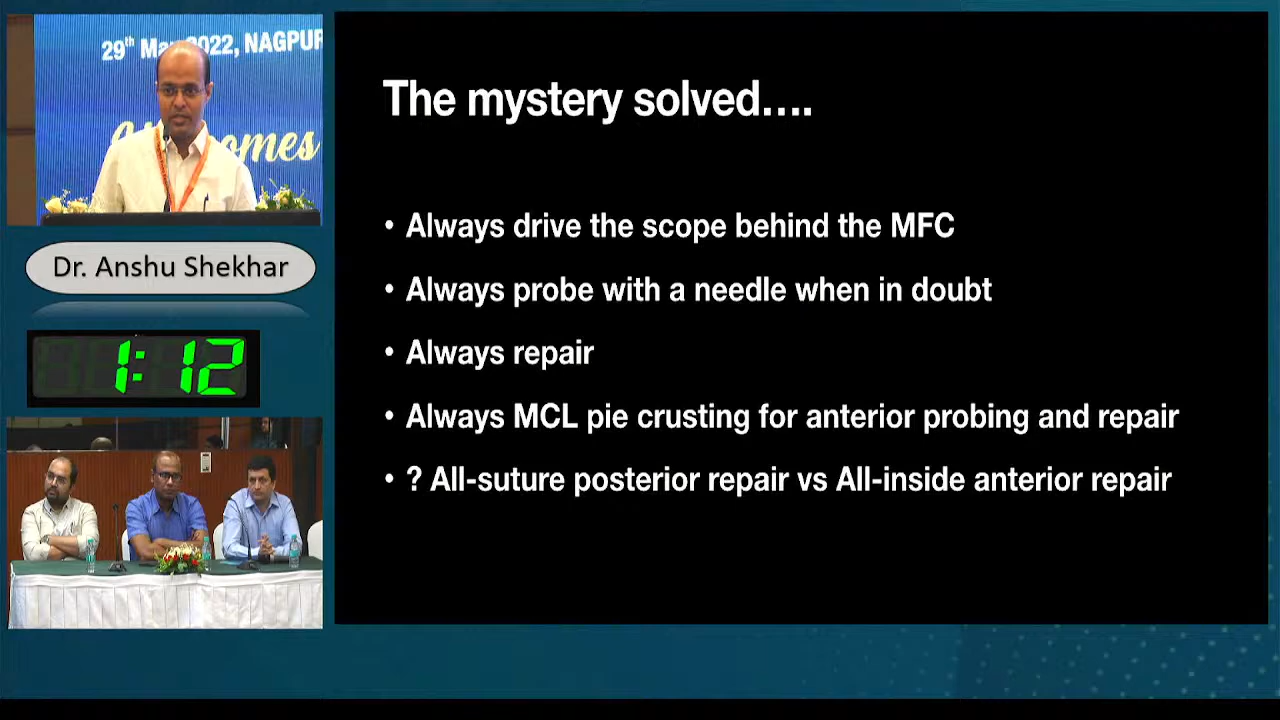 29th May 2022, NAGPUR
Dr. Anshu Shekhar
1:12
The mystery solved….
• Always drive the scope behind the MFC
• Always probe with a needle when in doubt
• Always repair
• Always MCL pie crusting for anterior probing and repair
• ? All-suture posterior repair vs All-inside anterior repair